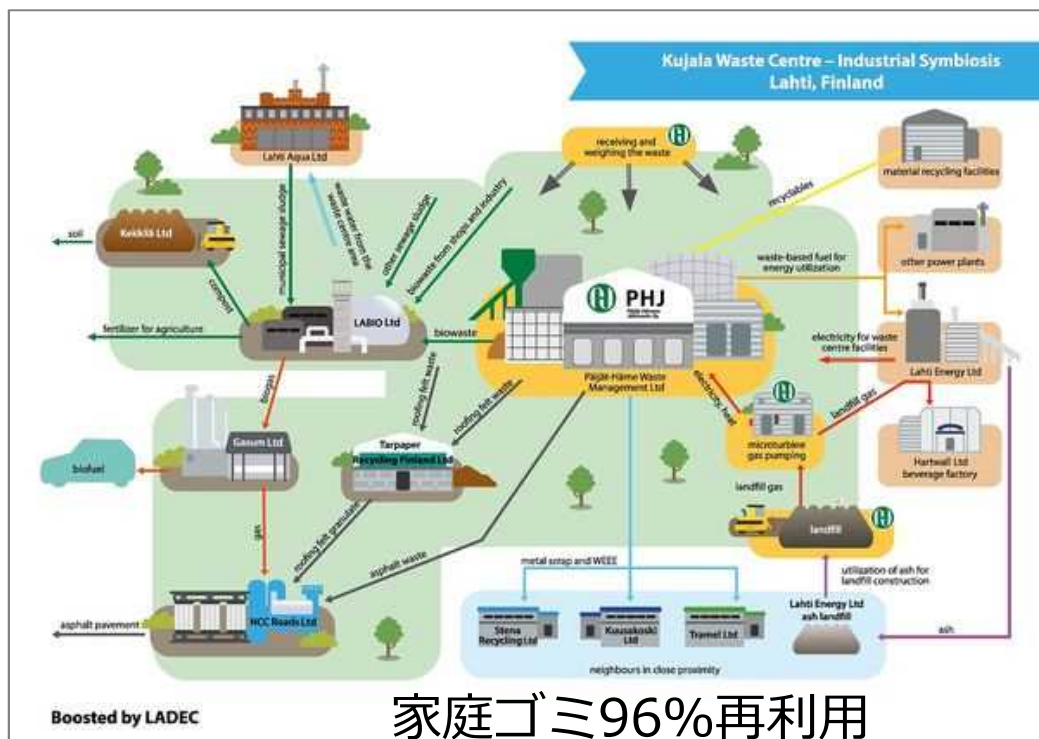 Kujala Waste Centre – Industrial Symbiosis
Lahti, Finland
Lahti Aqua Ltd
receiving and
weighing the waste
material recycling facilities
recyclables
Kekkilä Ltd
soil
compost
municipal sewage sludge
waste water from the
waste centre area
other sewage sludge
biowaste from shops and industry
waste-based fuel for
energy utilization
other power plants
PHJ
LABIO Ltd
fertilizer for agriculture
biowaste
Päijät-Häme Waste
Management Ltd
electricity for waste
centre facilities
Lahti Energy Ltd
biogas
roofing felt waste
roofing felt waste
electricity, heat
landfill gas
microturbine
gas pumping
Hartwall Ltd
beverage factory
Gasum Ltd
biofuel
Tarpaper
Recycling Finland Ltd
landfill gas
landfill
gas
roofing felt granulate
asphalt waste
metal scrap and WEEE
utilization of ash for
landfill construction
NCC Roads Ltd
asphalt pavement
Stena
Recycling Ltd
Kuusakoski
Ltd
Tramel Ltd
Lahti Energy Ltd
ash landfill
ash
neighbours in close proximity
Boosted by LADEC
家庭ゴミ96%再利用